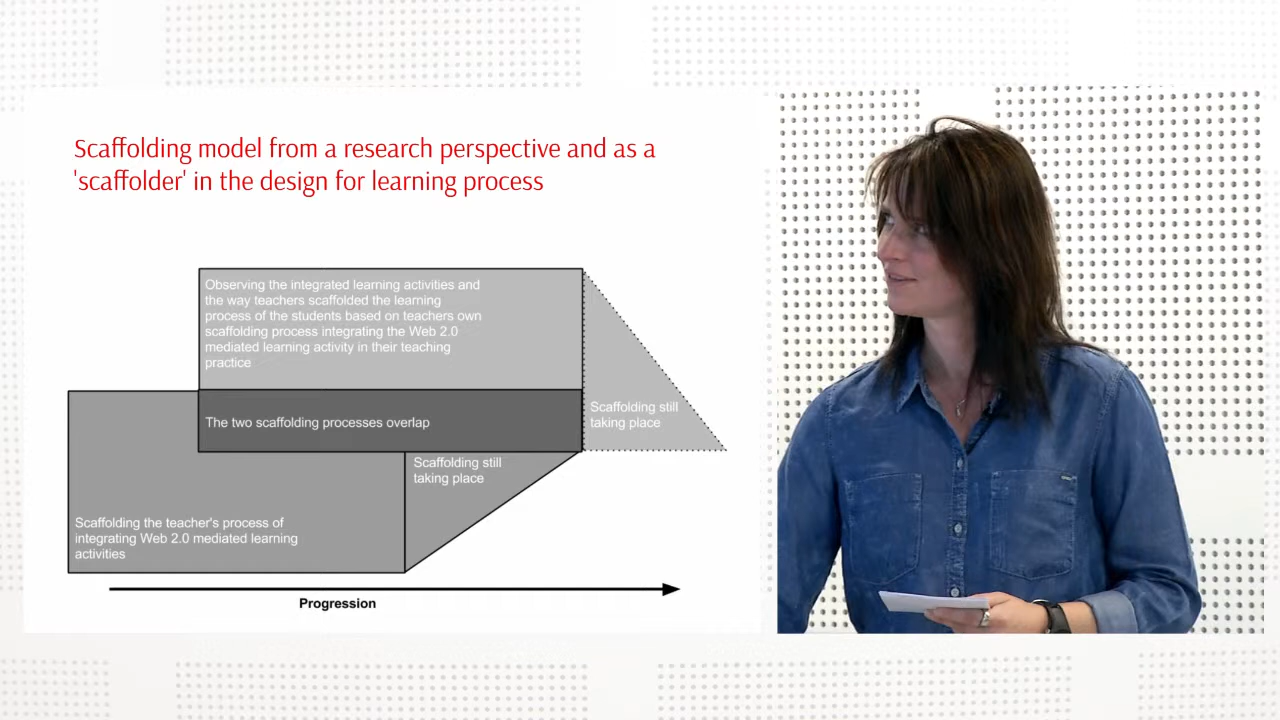 Scaffolding model from a research perspective and as a
'scaffolder' in the design for learning process
Observing the integrated learning activities and
the way teachers scaffolded the learning
process of the students based on teachers own
scaffolding process integrating the Web 2.0
mediated learning activity in their teaching
practice
The two scaffolding processes overlap
Scaffolding still
taking place
Scaffolding still
taking place
Scaffolding the teacher's process of
integrating Web 2.0 mediated learning
activities
Progression